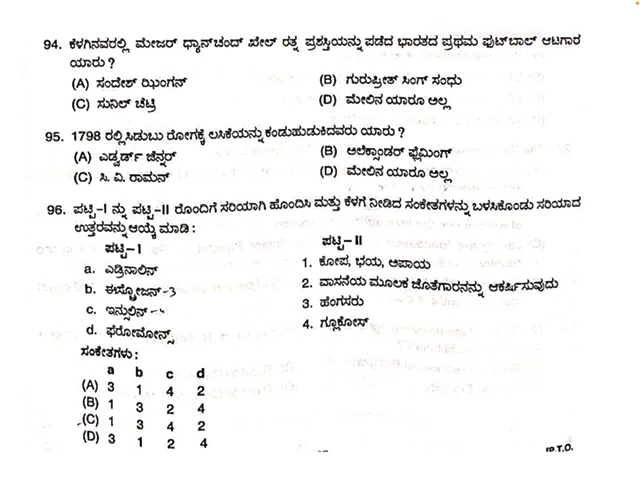 94. ಕೆಳಗಿನವರಲ್ಲಿ ಮೇಜರ್ ಧ್ಯಾನ್‌ಚಂದ್ ಖೇಲ್ ರತ್ನ ಪ್ರಶಸ್ತಿಯನ್ನು ಪಡೆದ ಭಾರತದ ಪ್ರಥಮ ಫುಟ್‌ಬಾಲ್ ಆಟಗಾರ
ಯಾರು ?
(A) ಸಂದೇಶ್ ಝಿಂಗನ್ (B) ಗುರುಪ್ರೀತ್ ಸಿಂಗ್ ಸಂಧು
(C) ಸುನಿಲ್ ಚೆಟ್ರಿ (D) ಮೇಲಿನ ಯಾರೂ ಅಲ್ಲ
95. 1798 ರಲ್ಲಿ ಸಿಡುಬು ರೋಗಕ್ಕೆ ಲಸಿಕೆಯನ್ನು ಕಂಡುಹುಡುಕಿದವರು ಯಾರು ?
(A) ಎಡ್ವರ್ಡ್ ಜೆನ್ನರ್ (B) ಅಲೆಕ್ಸಾಂಡರ್ ಫ್ಲೆಮಿಂಗ್
(C) ಸಿ. ವಿ. ರಾಮನ್ (D) ಮೇಲಿನ ಯಾರೂ ಅಲ್ಲ
96. ಪಟ್ಟಿ–I ನ್ನು ಪಟ್ಟಿ–II ರೊಂದಿಗೆ ಸರಿಯಾಗಿ ಹೊಂದಿಸಿ ಮತ್ತು ಕೆಳಗೆ ನೀಡಿದ ಸಂಕೇತಗಳನ್ನು ಬಳಸಿಕೊಂಡು ಸರಿಯಾದ
ಉತ್ತರವನ್ನು ಆಯ್ಕೆ ಮಾಡಿ :
ಪಟ್ಟಿ–I ಪಟ್ಟಿ–II
a. ಎಡ್ರಿನಾಲಿನ್ 1. ಕೋಪ, ಭಯ, ಅಪಾಯ
b. ಈಸ್ಟ್ರೋಜನ್ -3 2. ವಾಸನೆಯ ಮೂಲಕ ಜೊತೆಗಾರನನ್ನು ಆಕರ್ಷಿಸುವುದು
c. ಇನ್ಸುಲಿನ್ 3. ಹೆಂಗಸರು
d. ಫೆರೋಮೋನ್ಸ್ 4. ಗ್ಲೂಕೋಸ್
ಸಂಕೇತಗಳು :
a b c d
(A) 3 1 4 2
(B) 1 3 2 4
(C) 1 3 4 2
(D) 3 1 2 4
[P.T.O.